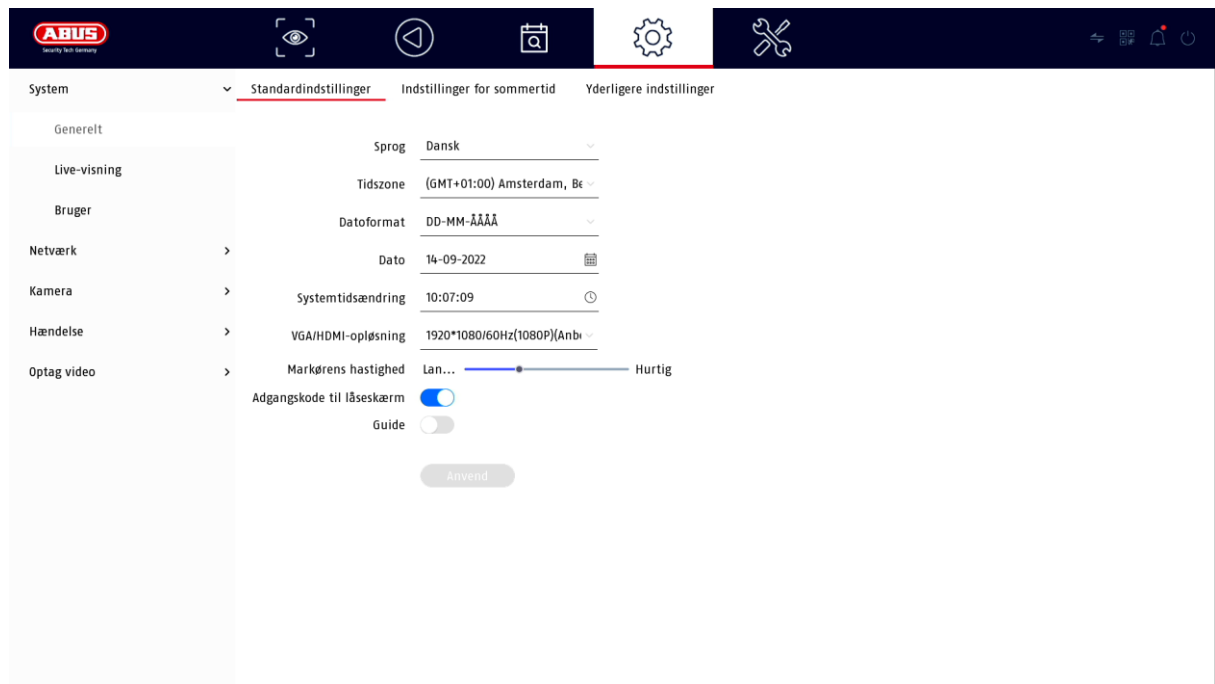 ABUS
Security Tech Germany
System
Standardindstillinger Indstillinger for sommertid Yderligere indstillinger
Generelt
Live-visning
Bruger
Netværk
Kamera
Hændelse
Optag video
Sprog Dansk
Tidszone (GMT+01:00) Amsterdam, Be
Datoformat DD-MM-ÅÅÅÅ
Dato 14-09-2022
Systemtidsændring 10:07:09
VGA/HDMI-opløsning 1920*1080/60Hz(1080P)(Anb
Markørens hastighed Lan... Hurtig
Adgangskode til låseskærm
Guide
Anvend